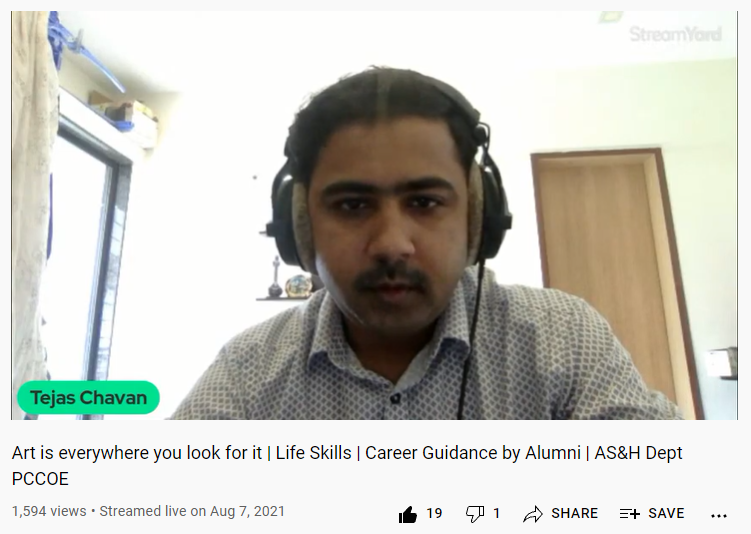 StreamYard
Tejas Chavan
Art is everywhere you look for it | Life Skills | Career Guidance by Alumni | AS&H Dept
PCCOE
1,594 views • Streamed live on Aug 7, 2021
19
1
SHARE
SAVE